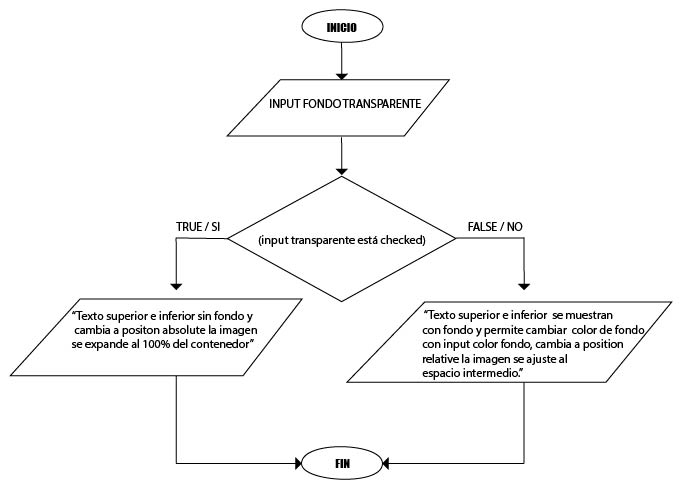 INICIO
INPUT FONDO TRANSPARENTE
(input transparente está checked)
TRUE / SI
FALSE / NO
“Texto superior e inferior sin fondo y
cambia a positon absolute la imagen
se expande al 100% del contenedor”
“Texto superior e inferior se muestran
con fondo y permite cambiar color de fondo
con input color fondo, cambia a position
relative la imagen se ajuste al
espacio intermedio.”
FIN